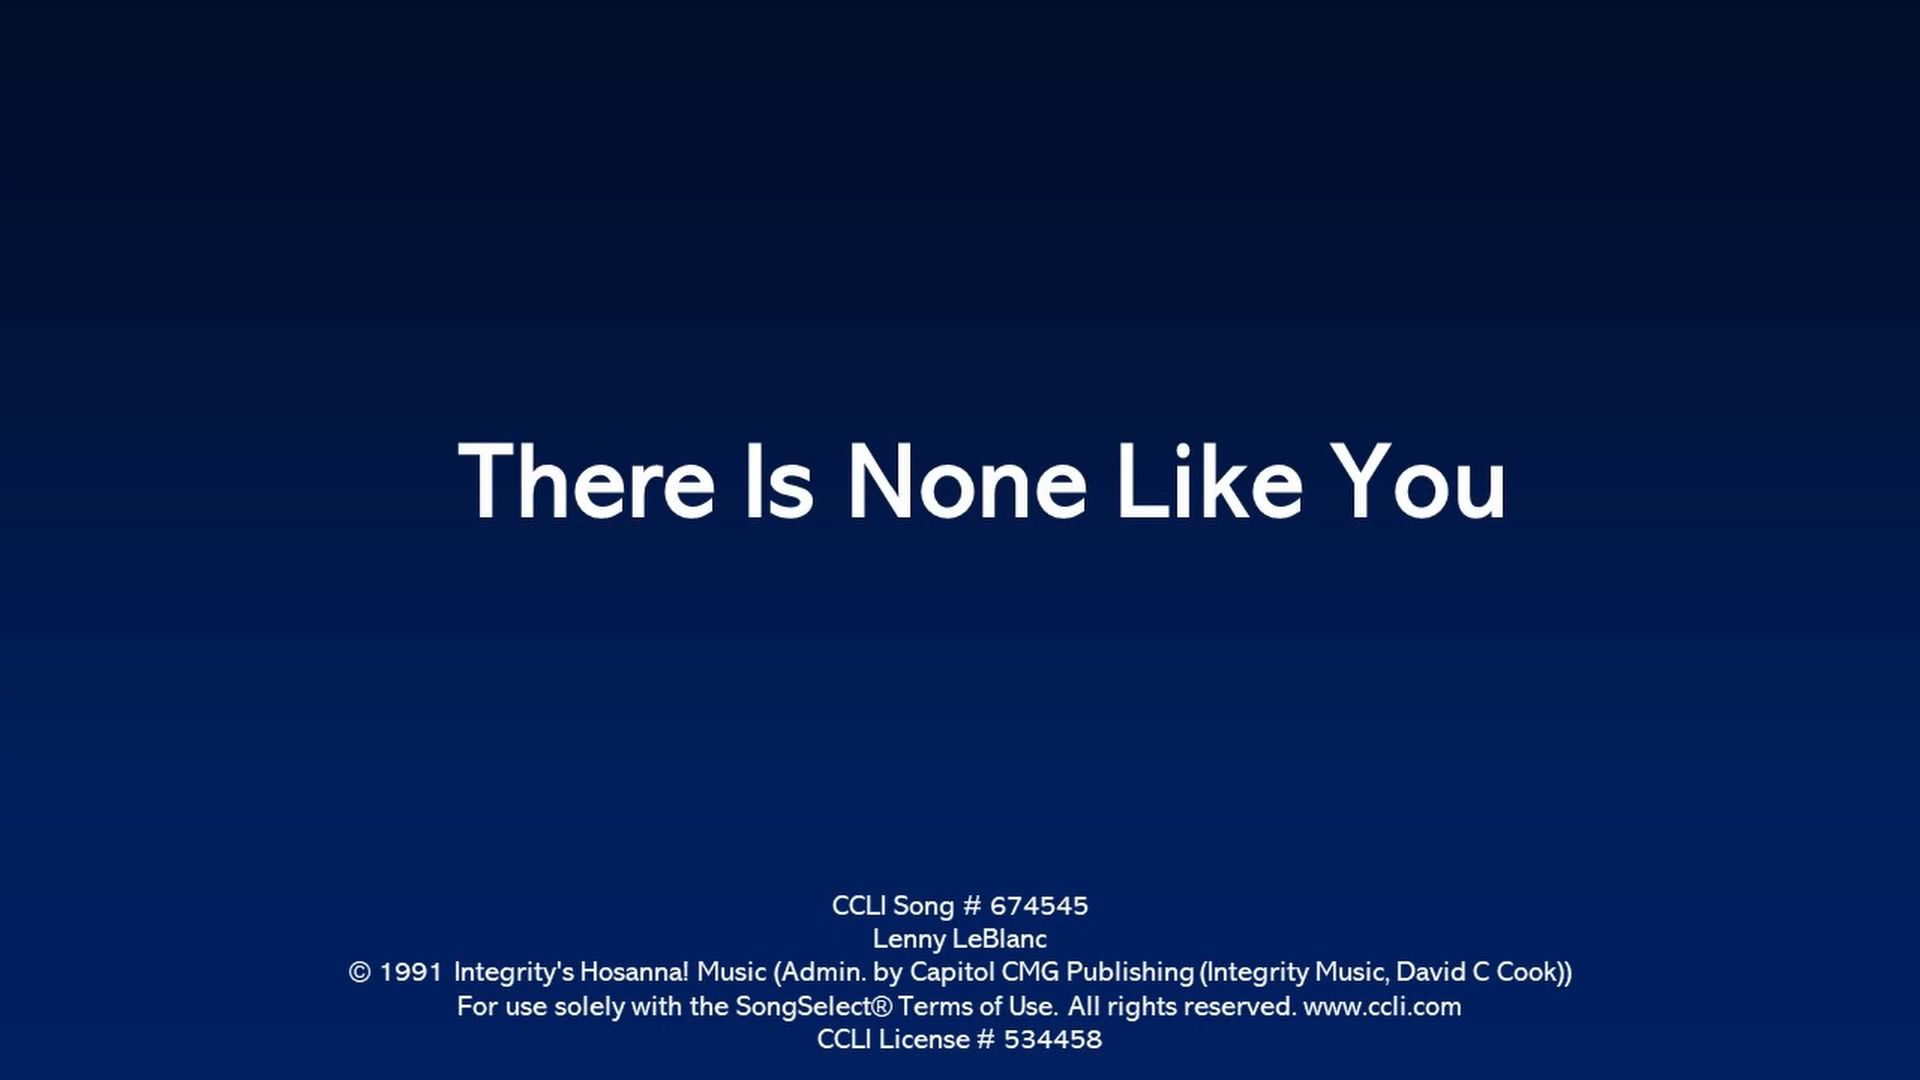 There Is None Like You
CCLI Song # 674545
Lenny LeBlanc
© 1991 Integrity's Hosanna! Music (Admin. by Capitol CMG Publishing (Integrity Music, David C Cook))
For use solely with the SongSelect® Terms of Use. All rights reserved. www.ccli.com
CCLI License # 534458